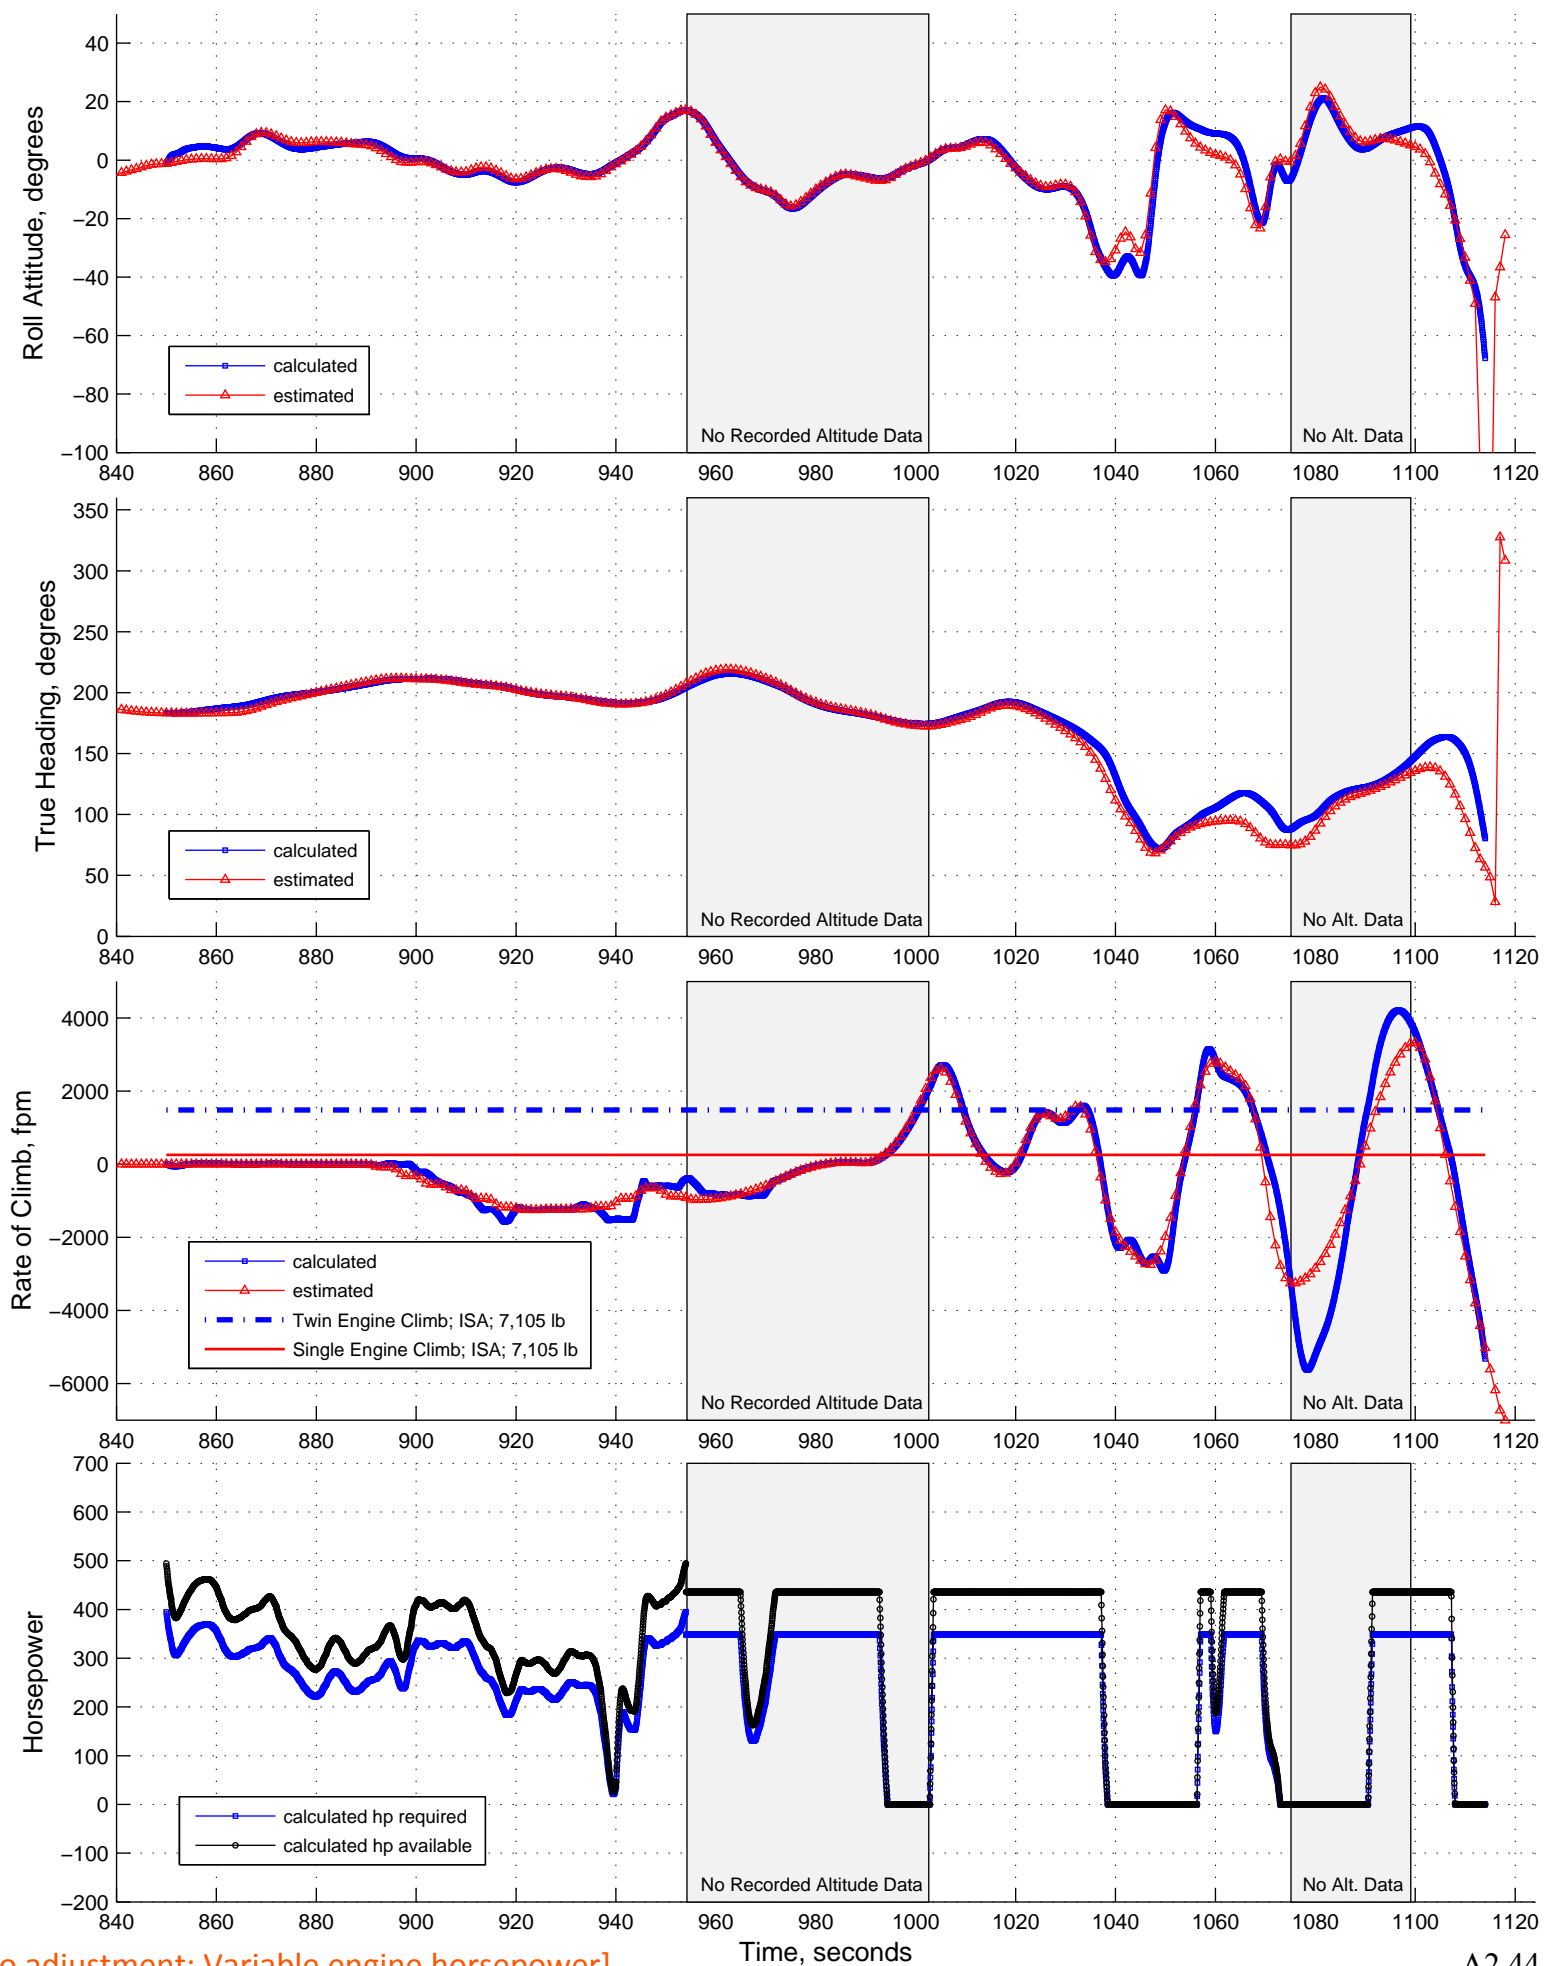 40
20
0
−20
−40
−60
−80
−100
Roll Attitude, degrees
calculated
estimated
No Recorded Altitude Data
No Alt. Data
840 860 880 900 920 940 960 980 1000 1020 1040 1060 1080 1100 1120
350
300
250
200
150
100
50
0
True Heading, degrees
calculated
estimated
No Recorded Altitude Data
No Alt. Data
840 860 880 900 920 940 960 980 1000 1020 1040 1060 1080 1100 1120
4000
2000
0
−2000
−4000
−6000
Rate of Climb, fpm
calculated
estimated
Twin Engine Climb; ISA; 7,105 lb
Single Engine Climb; ISA; 7,105 lb
No Recorded Altitude Data
No Alt. Data
840 860 880 900 920 940 960 980 1000 1020 1040 1060 1080 1100 1120
700
600
500
400
300
200
100
0
−100
−200
Horsepower
calculated hp required
calculated hp available
No Recorded Altitude Data
No Alt. Data
840 860 880 900 920 940 960 980 1000 1020 1040 1060 1080 1100 1120
Time, seconds
adjustment: Variable engine horsepower]
A2-44